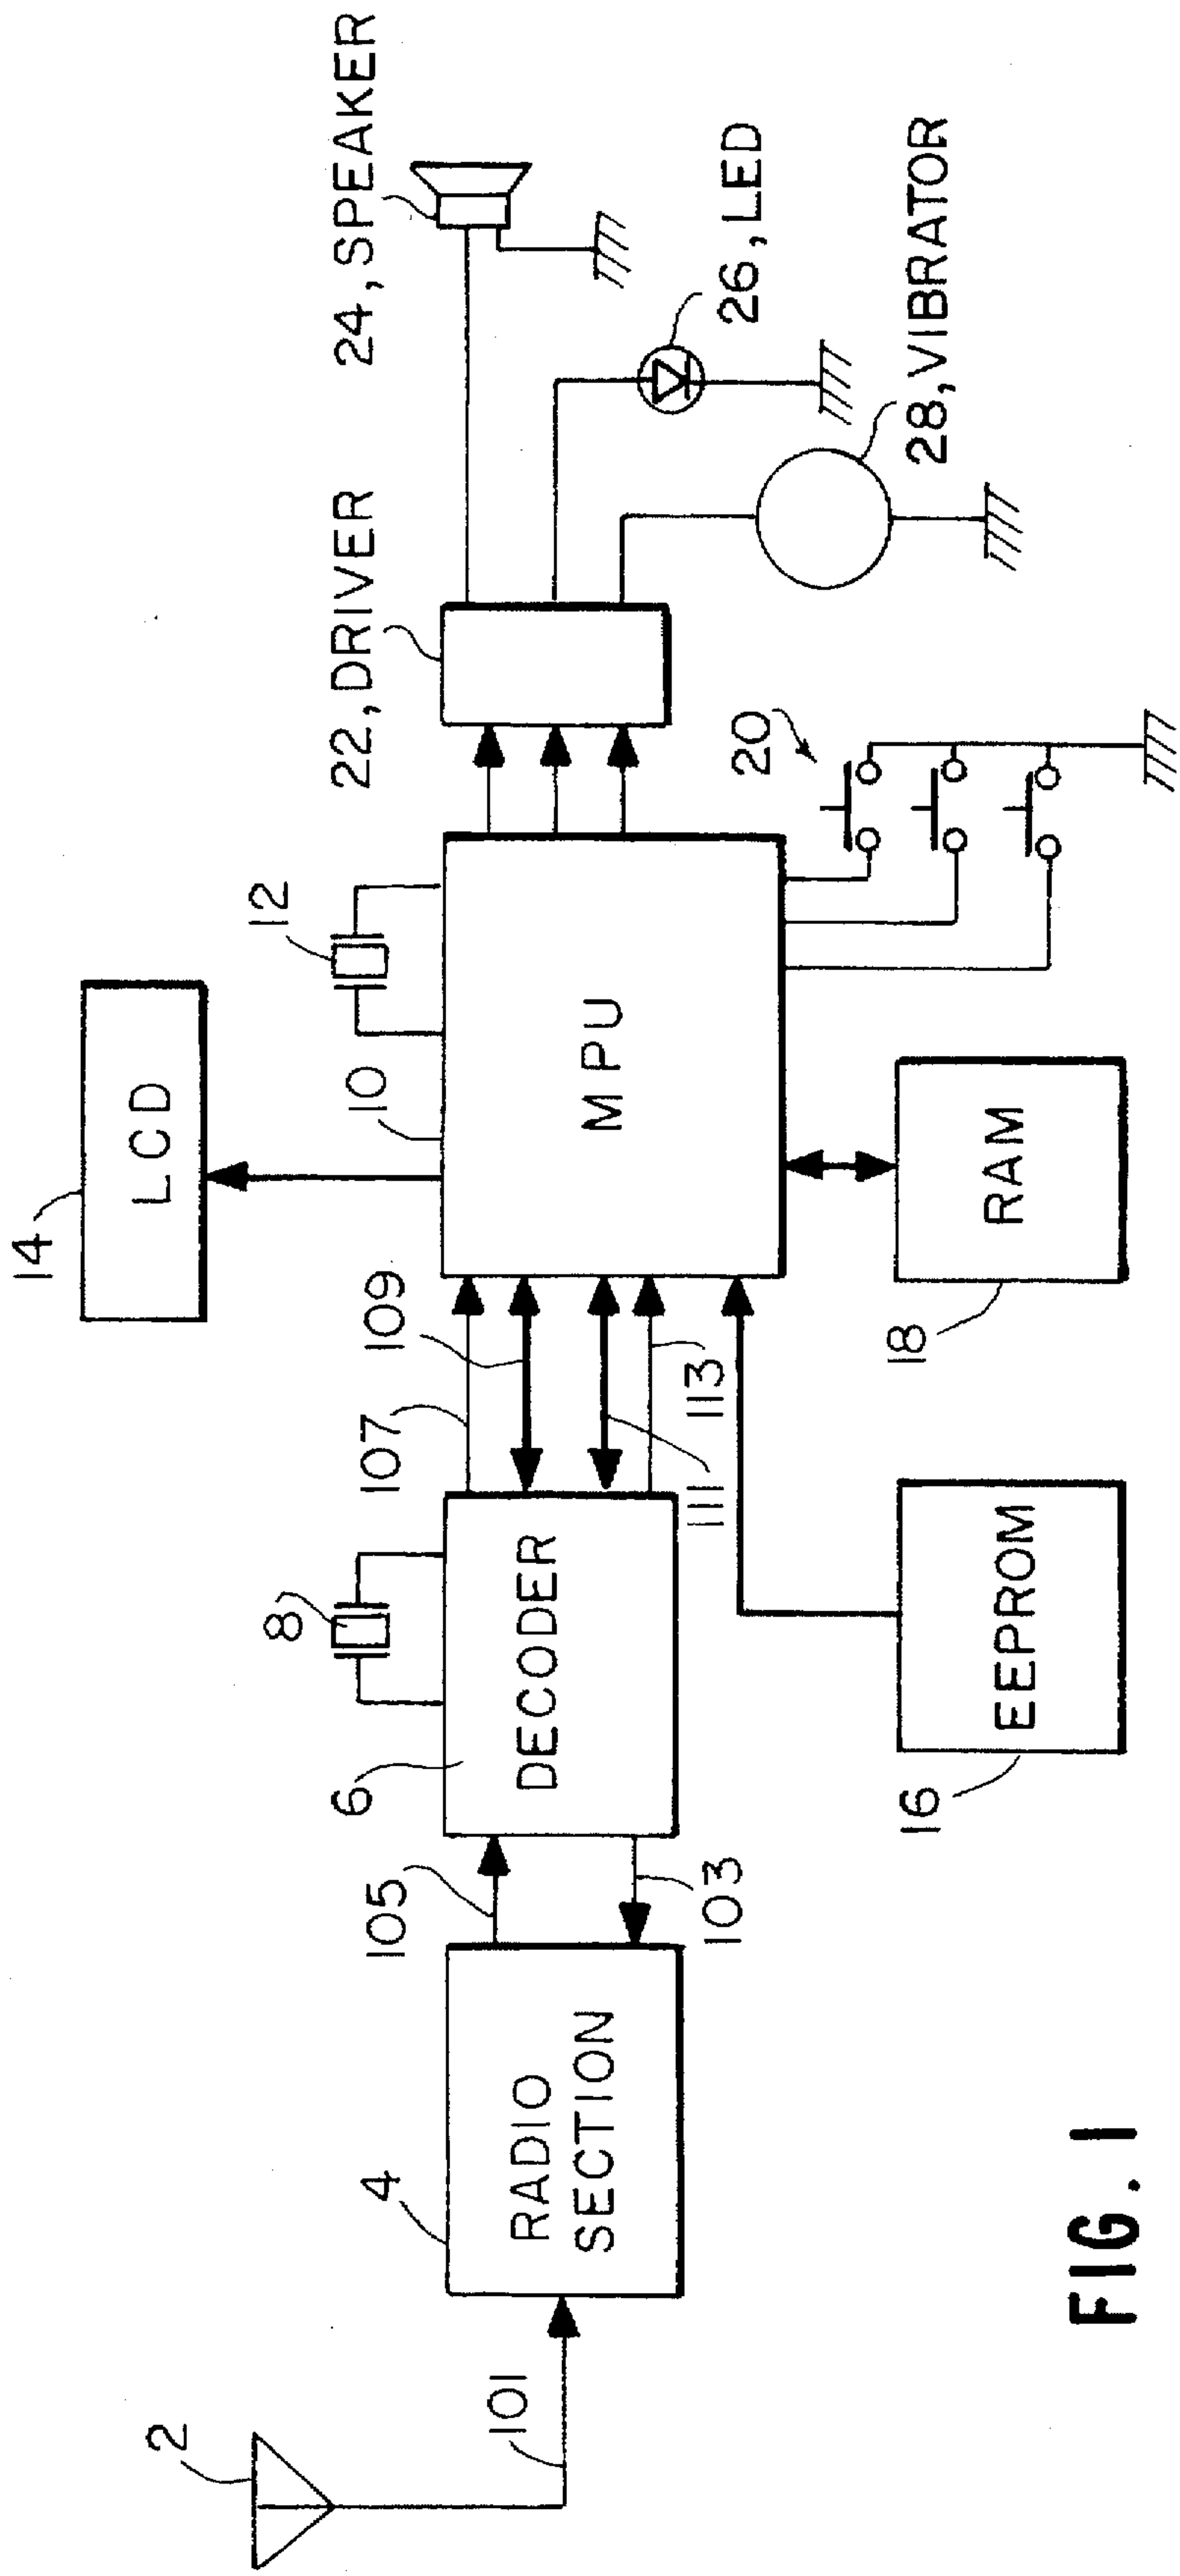 14
LCD
12
10
22, DRIVER
24, SPEAKER
2
101
4
RADIO
SECTION
105
103
6
DECODER
8
107
109
111
113
MPU
20
26, LED
28, VIBRATOR
16
EEPROM
18
RAM
FIG. 1